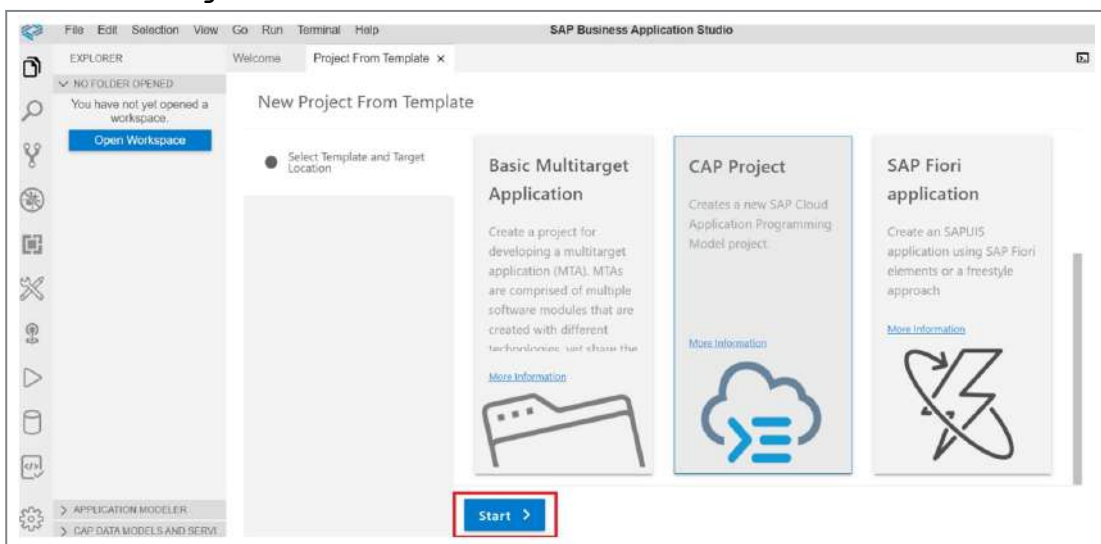 File Edit Selection View Go Run Terminal Help
SAP Business Application Studio
EXPLORER
Welcome
Project From Template ×
NO FOLDER OPENED
You have not yet opened a
workspace.
Open Workspace
New Project From Template
Select Template and Target
Location
Basic Multitarget
Application
Create a project for
developing a multitarget
application (MTA). MTAs
are comprised of multiple
software modules that are
created with different
technologies, yet share the
More Information
CAP Project
Creates a new SAP Cloud
Application Programming
Model project.
More Information
SAP Fiori
application
Create an SAPUI5
application using SAP Fiori
elements or a freestyle
approach
More Information
Start >
APPLICATION MODELER
CAP DATA MODELS AND SERVI...